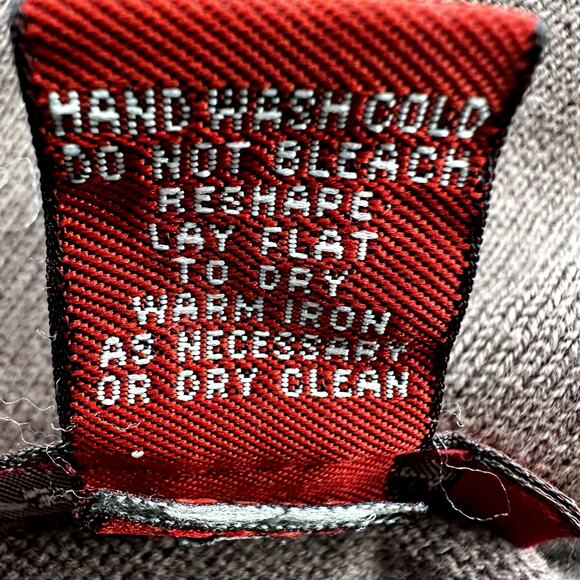 HAND WASH COLD
DO NOT BLEACH
RESHAPE
LAY FLAT
TO DRY
WARM IRON
AS NECESSARY
OR DRY CLEAN